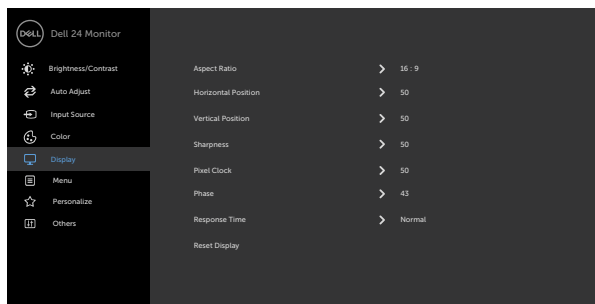 DELL Dell 24 Monitor
Brightness/Contrast
Auto Adjust
Input Source
Color
Display
Menu
Personalize
Others
Aspect Ratio 16 : 9
Horizontal Position 50
Vertical Position 50
Sharpness 50
Pixel Clock 50
Phase 43
Response Time Normal
Reset Display